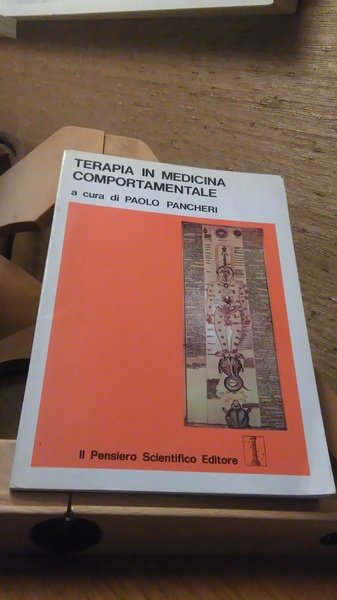 TERAPIA IN MEDICINA
COMPORTAMENTALE
a cura di PAOLO PANCHERI
Il Pensiero Scientifico Editore